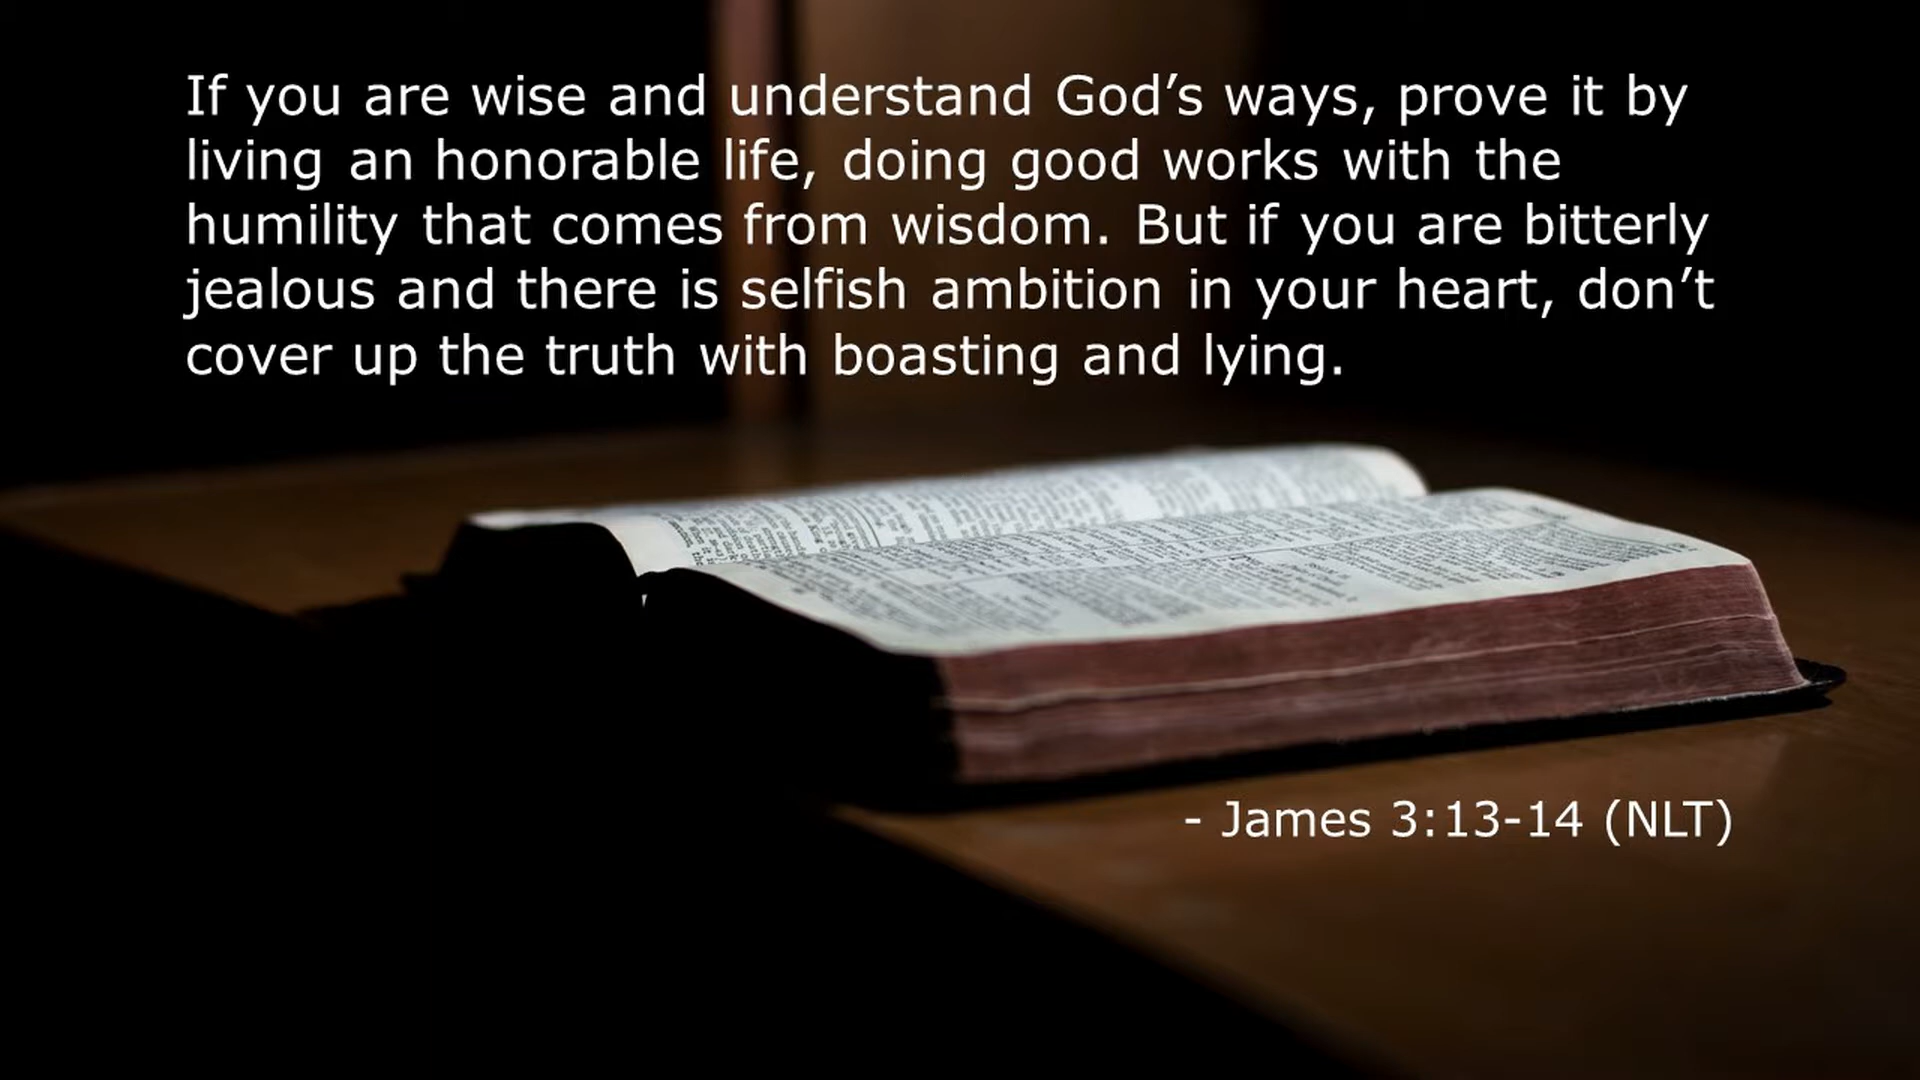 If you are wise and understand God’s ways, prove it by
living an honorable life, doing good works with the
humility that comes from wisdom. But if you are bitterly
jealous and there is selfish ambition in your heart, don’t
cover up the truth with boasting and lying.
- James 3:13-14 (NLT)